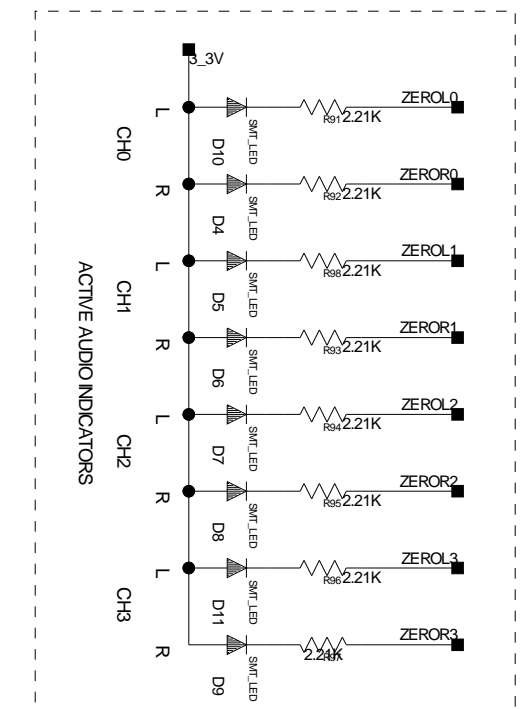 3_3V
ACTIVE AUDIO INDICATORS
CH0
L
D10
SMT_LED
R91
2.21K
ZEROL0
R
D4
SMT_LED
R92
2.21K
ZEROR0
CH1
L
D5
SMT_LED
R98
2.21K
ZEROL1
R
D6
SMT_LED
R93
2.21K
ZEROR1
CH2
L
D7
SMT_LED
R94
2.21K
ZEROL2
R
D8
SMT_LED
R95
2.21K
ZEROR2
CH3
L
D11
SMT_LED
R96
2.21K
ZEROL3
R
D9
SMT_LED
2.21K
ZEROR3